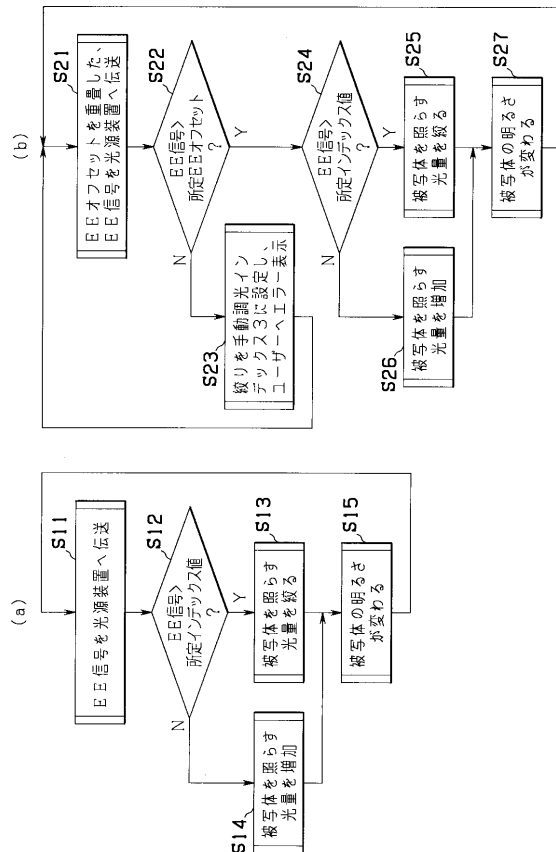 (a)
S11
EE信号を光源装置へ伝送
S12
EE信号>
所定インデックス値
?
N
Y
S13
被写体を照らす
光量を絞る
S14
被写体を照らす
光量を増加
S15
被写体の明るさ
が変わる
(b)
S21
EEオフセットを重畳した、
EE信号を光源装置へ伝送
S22
EE信号>
所定EEオフセット
?
N
Y
S23
絞りを手動調光イン
デックス3に設定し、
ユーザーへエラー表示
S24
EE信号>
所定インデックス値
?
N
Y
S25
被写体を照らす
光量を絞る
S26
被写体を照らす
光量を増加
S27
被写体の明るさ
が変わる